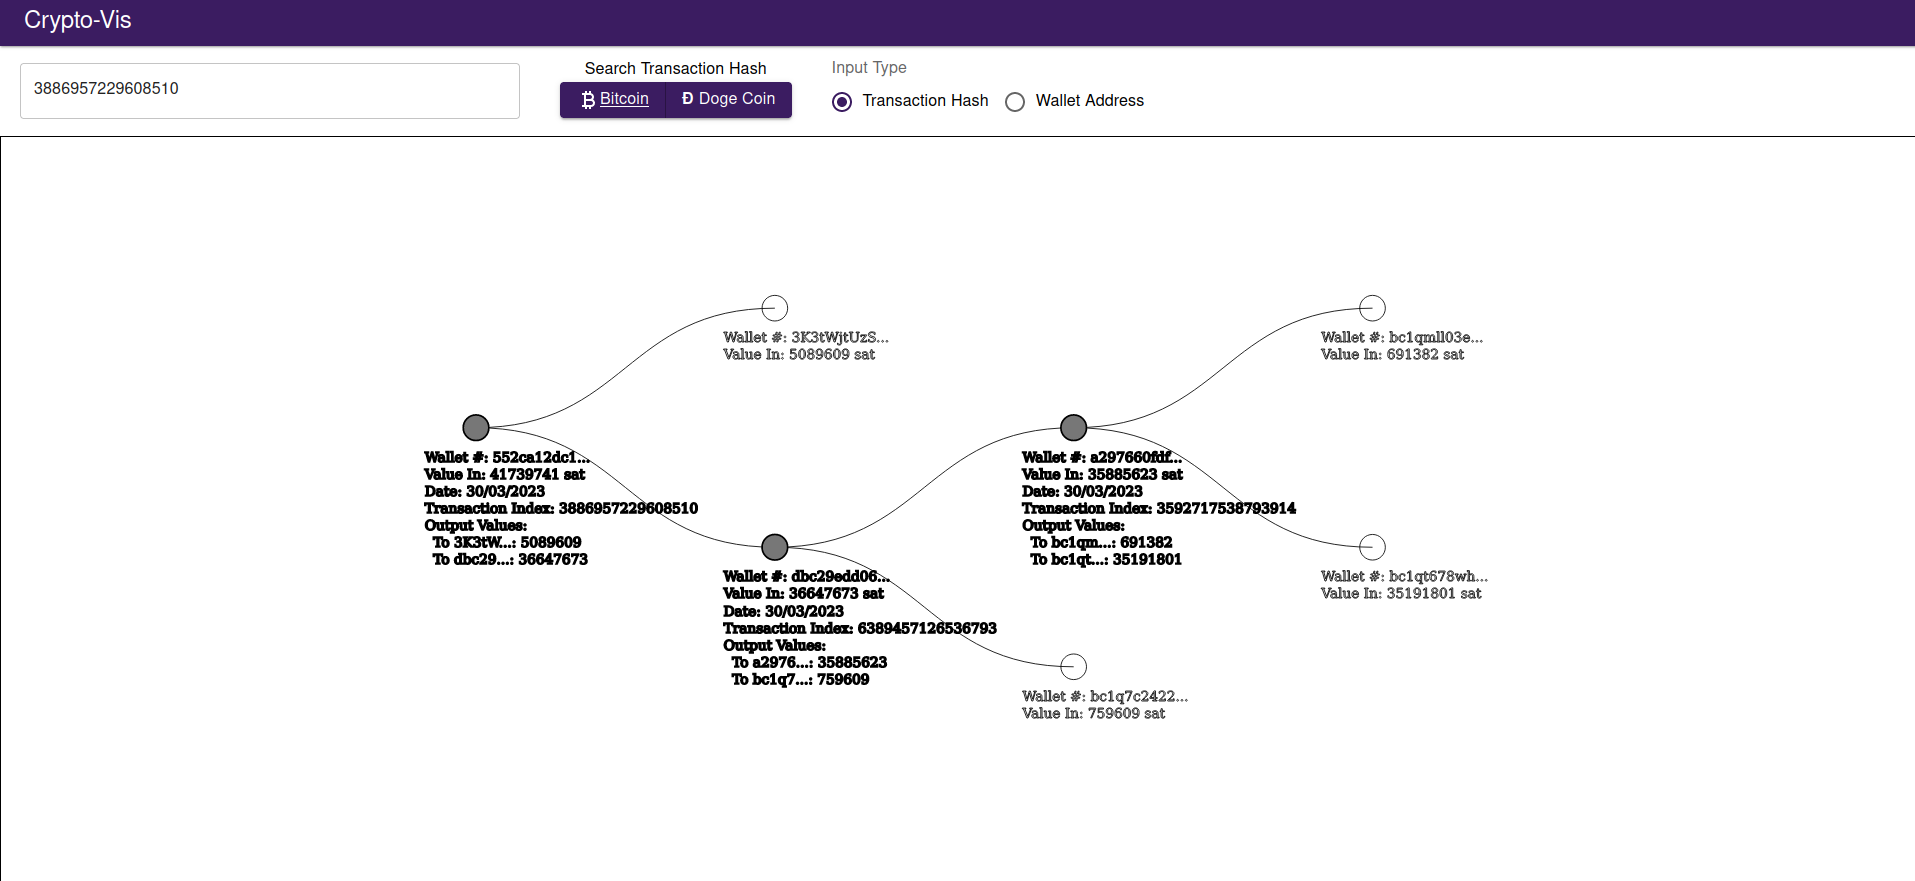 Crypto-Vis
3886957229608510
Search Transaction Hash
Bitcoin
Doge Coin
Input Type
Transaction Hash
Wallet Address
Wallet #: 3K3tWjtUzS...
Value In: 5089609 sat
Wallet #: bc1qmll03e...
Value In: 691382 sat
Wallet #: 552ca12dc1...
Value In: 41739741 sat
Date: 30/03/2023
Transaction Index: 3886957229608510
Output Values:
To 3K3tW...: 5089609
To dbc29...: 36647673
Wallet #: a297660fdf...
Value In: 35885623 sat
Date: 30/03/2023
Transaction Index: 3592717538793914
Output Values:
To bc1qm...: 691382
To bc1qt...: 35191801
Wallet #: dbc29edd06...
Value In: 36647673 sat
Date: 30/03/2023
Transaction Index: 6389457126536793
Output Values:
To a2976...: 35885623
To bc1q7...: 759609
Wallet #: bc1qt678wh...
Value In: 35191801 sat
Wallet #: bc1q7c2422...
Value In: 759609 sat